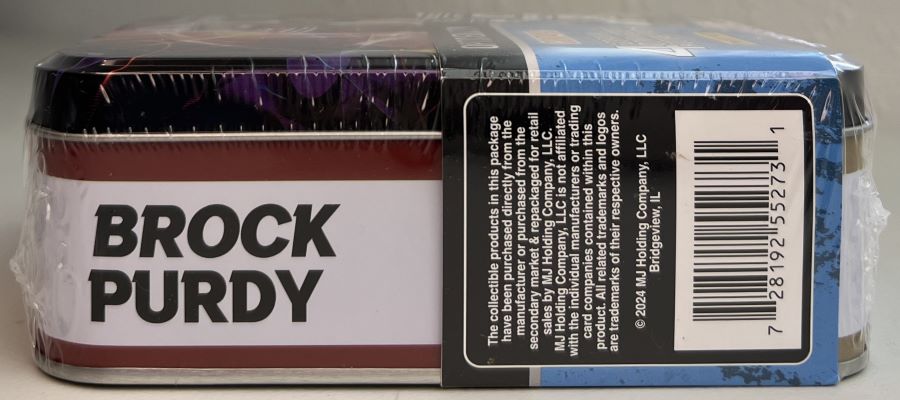 BROCK
PURDY
The collectible products in this package
have been purchased directly from the
manufacturer or purchased from the
secondary market & repackaged for retail
sales by MJ Holding Company, LLC.
MJ Holding Company, LLC is not affiliated
with the individual manufacturers or trading
card companies contained within this
product. All related trademarks and logos
are trademarks of their respective owners.
© 2024 MJ Holding Company, LLC
Bridgeview, IL
7 28192 55273 1